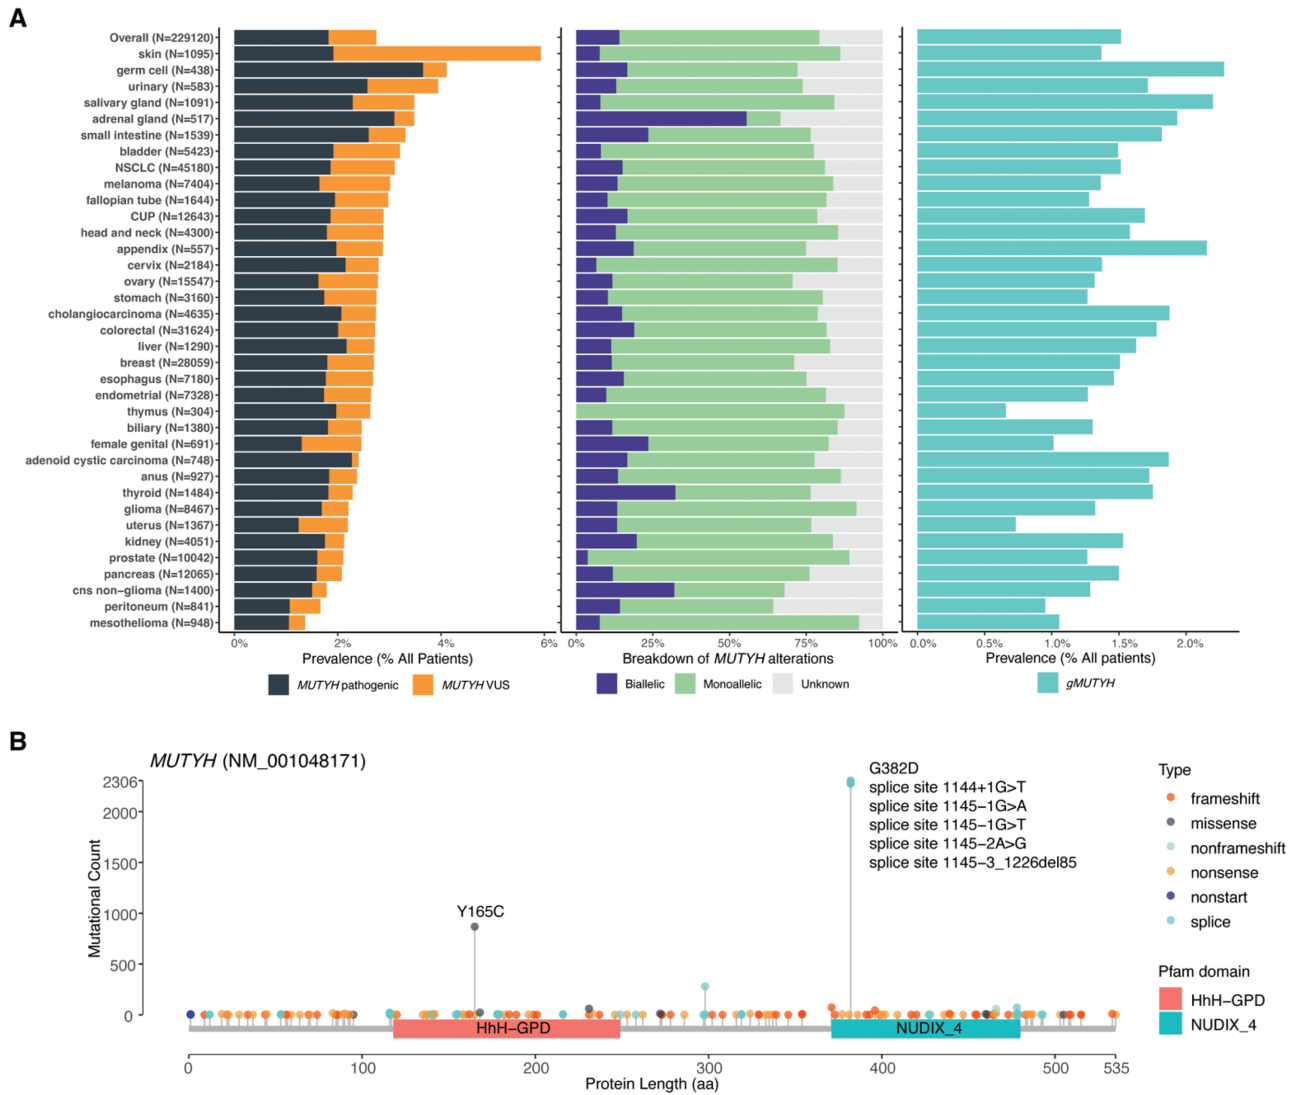 A
Overall (N=229120)
skin (N=1095)
germ cell (N=438)
urinary (N=583)
salivary gland (N=1091)
adrenal gland (N=517)
small intestine (N=1539)
bladder (N=5423)
NSCLC (N=45180)
melanoma (N=7404)
fallopian tube (N=1644)
CUP (N=12643)
head and neck (N=4300)
appendix (N=557)
cervix (N=2184)
ovary (N=15547)
stomach (N=3160)
cholangiocarcinoma (N=4635)
colorectal (N=31624)
liver (N=1290)
breast (N=28059)
esophagus (N=7180)
endometrial (N=7328)
thymus (N=304)
biliary (N=1380)
female genital (N=691)
adenoid cystic carcinoma (N=748)
anus (N=927)
thyroid (N=1484)
glioma (N=8467)
uterus (N=1367)
kidney (N=4051)
prostate (N=10042)
pancreas (N=12065)
cns non−glioma (N=1400)
peritoneum (N=841)
mesothelioma (N=948)
0% 2% 4% 6% 0% 25% 50% 75% 100% 0.0% 0.5% 1.0% 1.5% 2.0%
Prevalence (% All Patients) Breakdown of MUTYH alterations Prevalence (% All patients)
MUTYH pathogenic MUTYH VUS Biallelic Monoallelic Unknown gMUTYH
B
MUTYH (NM_001048171)
Mutational Count
2306
2000
1500
1000
500
0
Y165C
G382D
splice site 1144+1G>T
splice site 1145−1G>A
splice site 1145−1G>T
splice site 1145−2A>G
splice site 1145−3_1226del85
HhH−GPD NUDIX_4
0 100 200 300 400 500 535
Protein Length (aa)
Type
frameshift
missense
nonframeshift
nonsense
nonstart
splice
Pfam domain
HhH−GPD
NUDIX_4